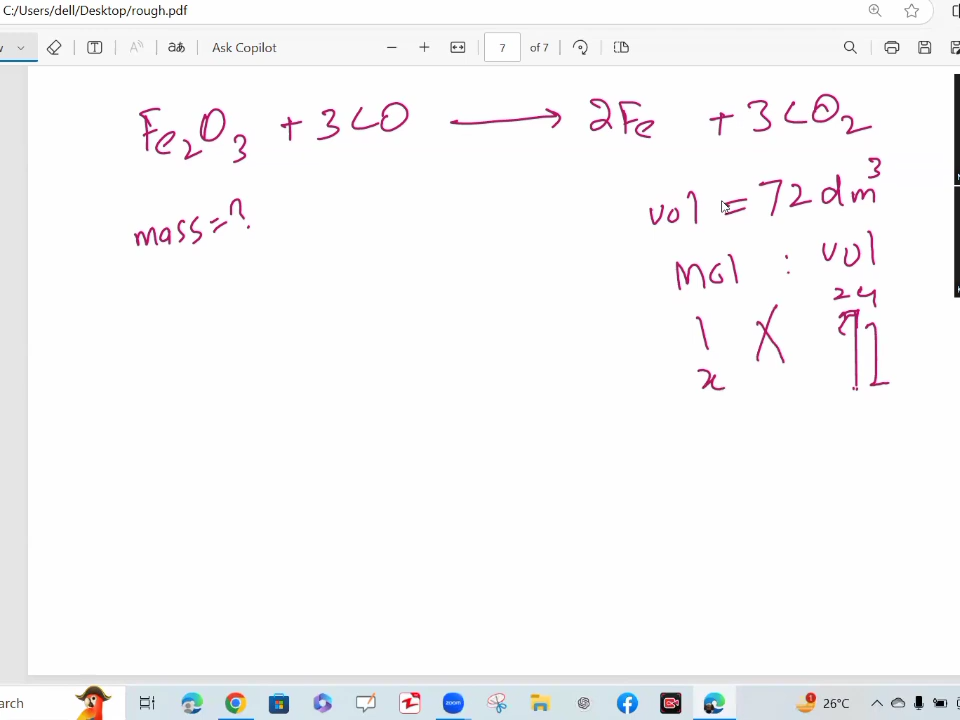 C:/Users/dell/Desktop/rough.pdf
Ask Copilot
7 of 7
Fe2O3 + 3CO → 2Fe + 3CO2
mass=?
vol = 72 dm³
Mol : vol
24
1
72
x
arch
26°C